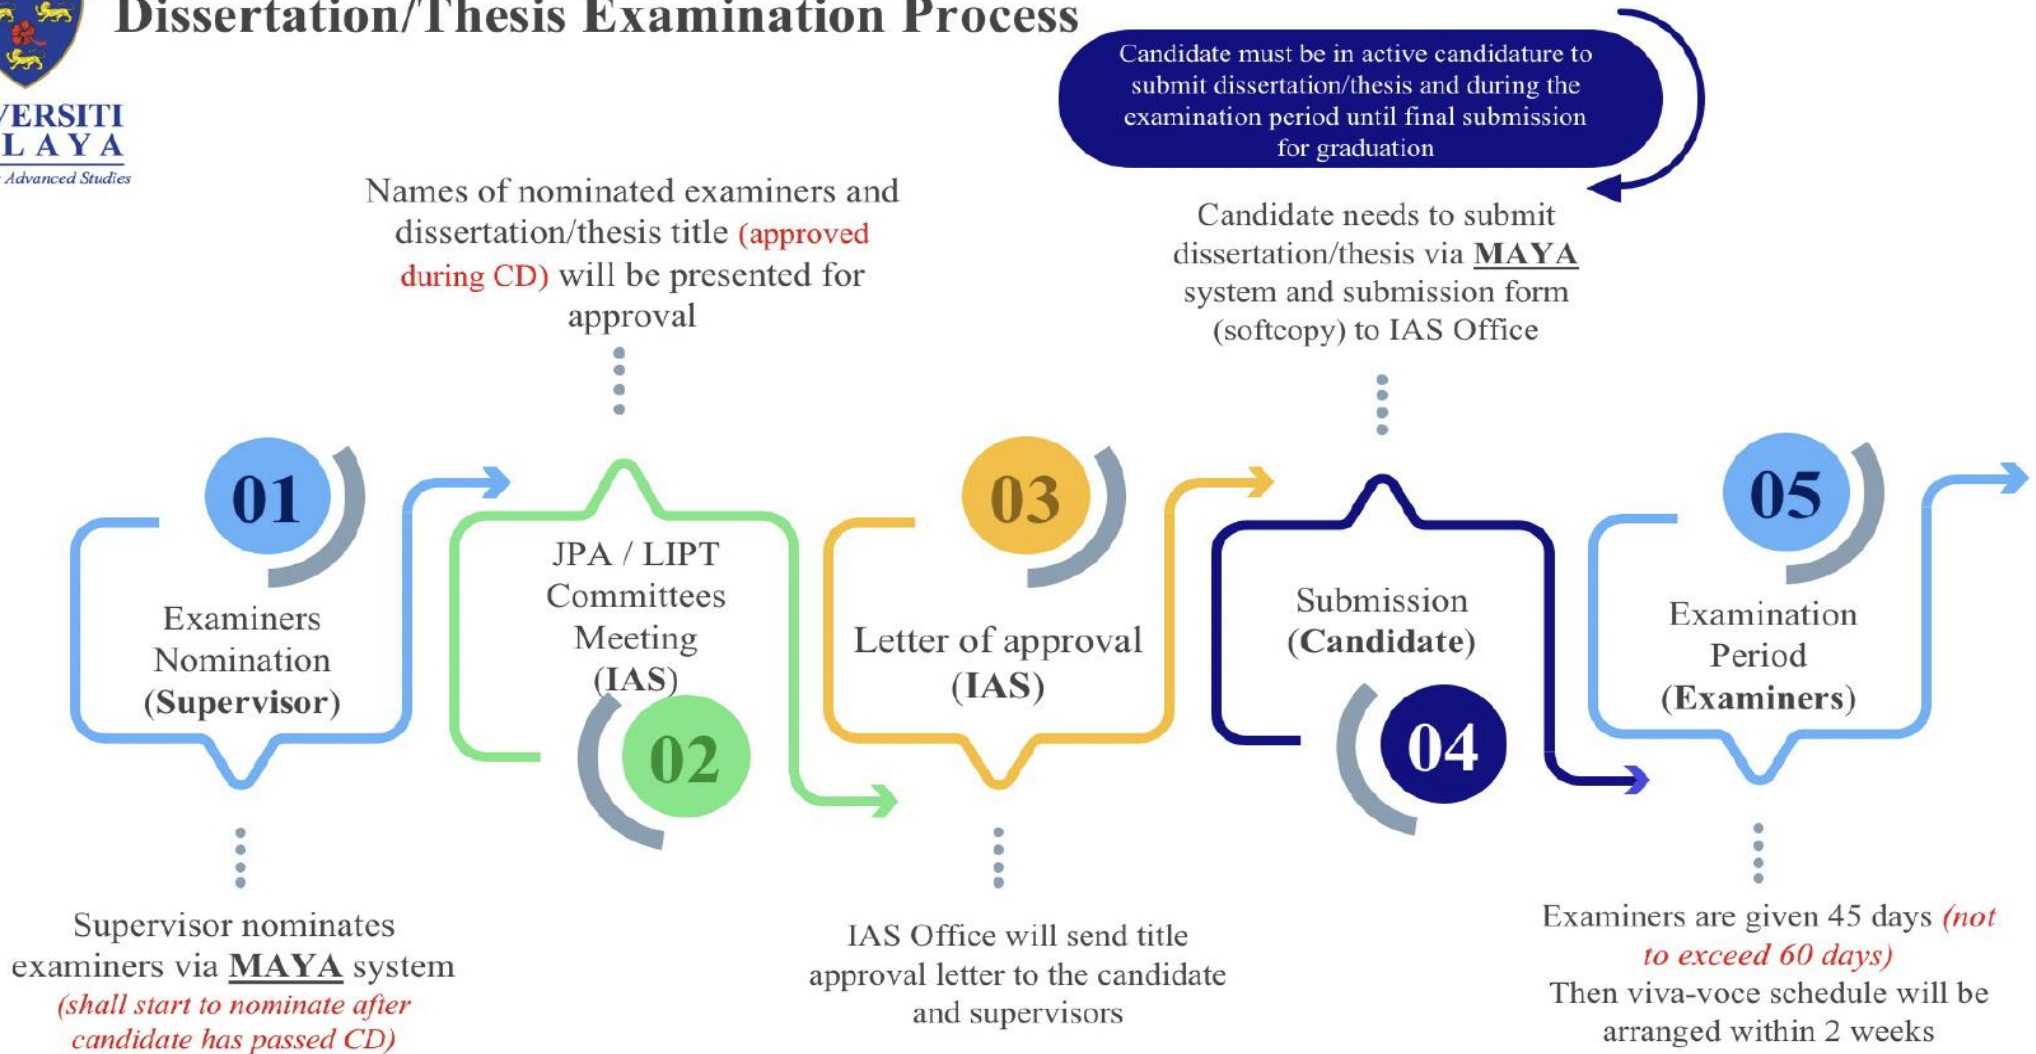 Dissertation/Thesis Examination Process
VERSITI
LAYA
Advanced Studies
Candidate must be in active candidature to
submit dissertation/thesis and during the
examination period until final submission
for graduation
Names of nominated examiners and
dissertation/thesis title (approved
during CD) will be presented for
approval
Candidate needs to submit
dissertation/thesis via MAYA
system and submission form
(softcopy) to IAS Office
01
Examiners
Nomination
(Supervisor)
Supervisor nominates
examiners via MAYA system
(shall start to nominate after
candidate has passed CD)
JPA / LIPT
Committees
Meeting
(IAS)
02
03
Letter of approval
(IAS)
IAS Office will send title
approval letter to the candidate
and supervisors
Submission
(Candidate)
04
05
Examination
Period
(Examiners)
Examiners are given 45 days (not
to exceed 60 days)
Then viva-voce schedule will be
arranged within 2 weeks